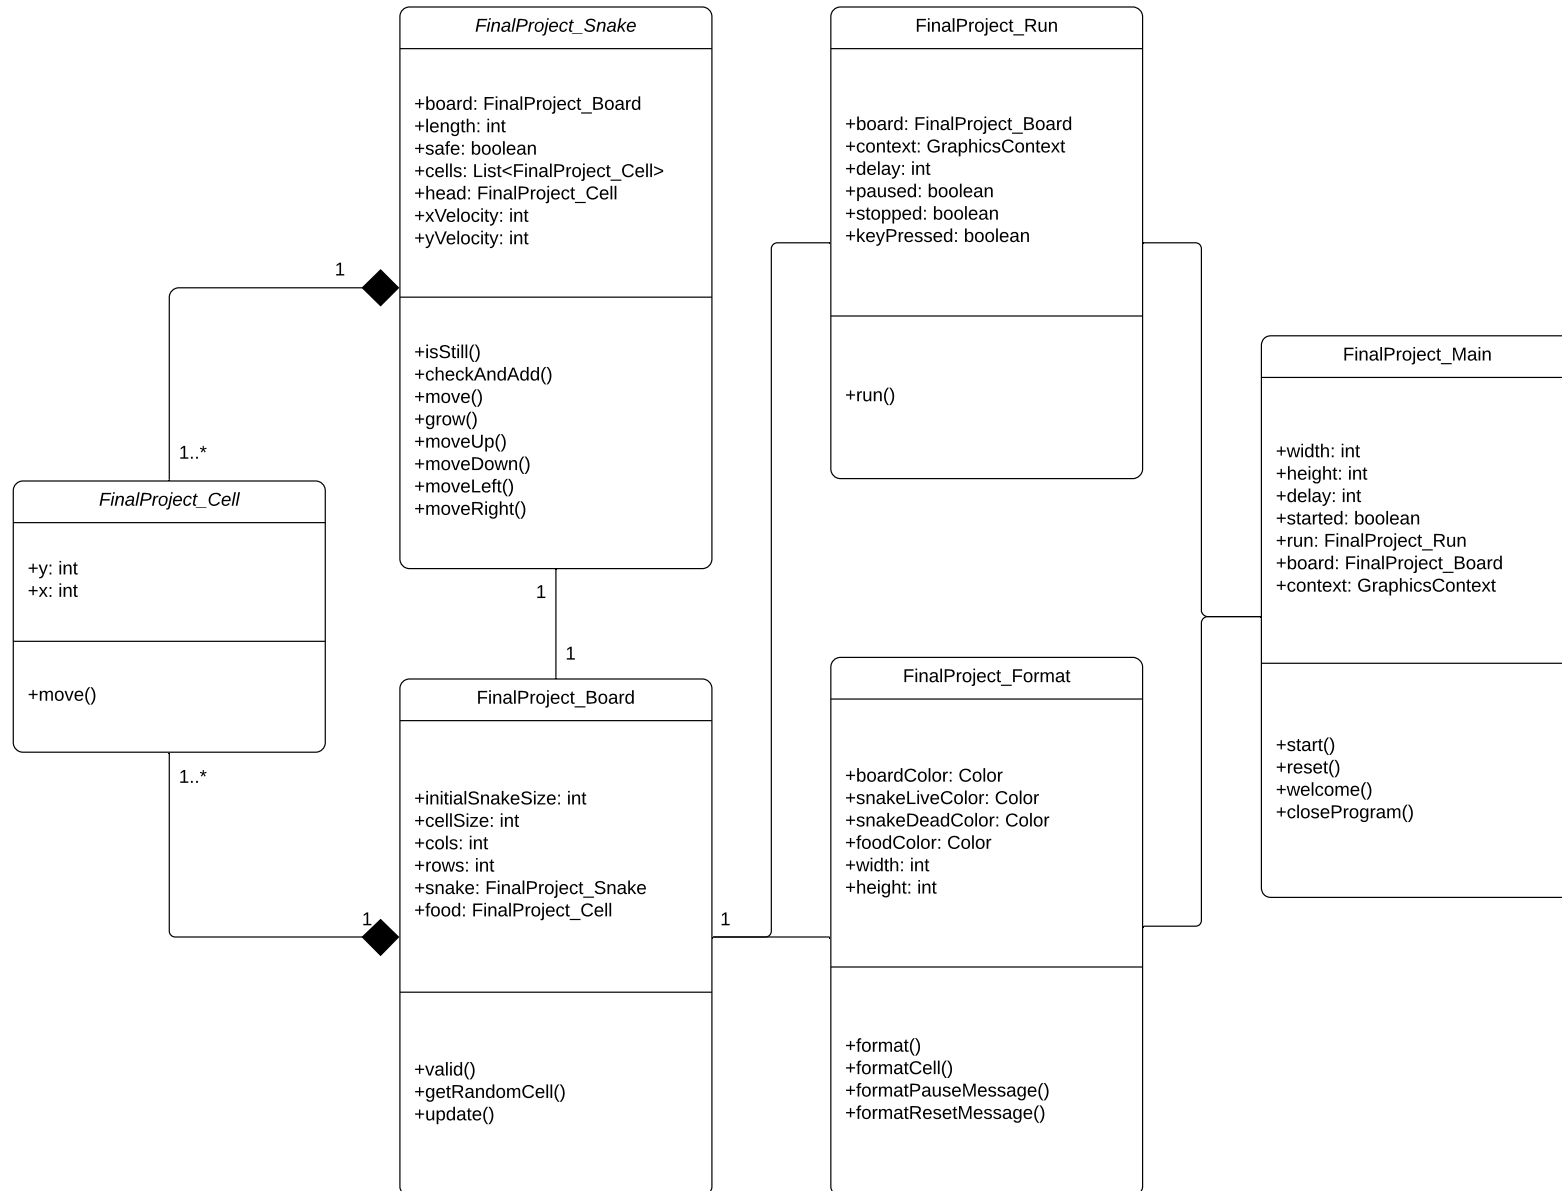 FinalProject_Snake
+board: FinalProject_Board
+length: int
+safe: boolean
+cells: List<FinalProject_Cell>
+head: FinalProject_Cell
+xVelocity: int
+yVelocity: int
+isStill()
+checkAndAdd()
+move()
+grow()
+moveUp()
+moveDown()
+moveLeft()
+moveRight()
1
1..*
FinalProject_Cell
+y: int
+x: int
+move()
1..*
1
1
1
FinalProject_Board
+initialSnakeSize: int
+cellSize: int
+cols: int
+rows: int
+snake: FinalProject_Snake
+food: FinalProject_Cell
+valid()
+getRandomCell()
+update()
1
FinalProject_Run
+board: FinalProject_Board
+context: GraphicsContext
+delay: int
+paused: boolean
+stopped: boolean
+keyPressed: boolean
+run()
FinalProject_Format
+boardColor: Color
+snakeLiveColor: Color
+snakeDeadColor: Color
+foodColor: Color
+width: int
+height: int
+format()
+formatCell()
+formatPauseMessage()
+formatResetMessage()
FinalProject_Main
+width: int
+height: int
+delay: int
+started: boolean
+run: FinalProject_Run
+board: FinalProject_Board
+context: GraphicsContext
+start()
+reset()
+welcome()
+closeProgram()